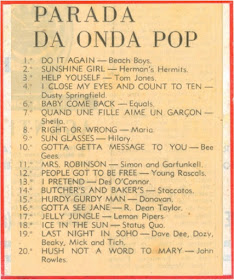 PARADA
DA ONDA POP
1.º DO IT AGAIN — Beach Boys.
2.º SUNSHINE GIRL — Herman's Hermits.
3.º HELP YOUSELF — Tom Jones.
4.º I CLOSE MY EYES AND COUNT TO TEN —
Dusty Springfield.
6.º BABY COME BACK — Equals.
7.º QUAND UNE FILLE AIME UN GARÇON —
Sheila.
8.º RIGHT OR WRONG — Maria.
9.º SUN GLASSES — Hilary.
10.º GOTTA GETTA MESSAGE TO YOU — Bee
Gees.
11.º MRS. ROBINSON — Simon and Garfunkell.
12.º PEOPLE GOT TO BE FREE — Young Rascals.
13.º I PRETEND — Des O'Connor.
14.º BUTCHER'S AND BAKER'S — Staccatos.
15.º HURDY GURDY MAN — Donovan.
16.º GOTTA SEE JANE — R. Dean Taylor.
17.º JELLY JUNGLE — Lemon Pipers.
18.º ICE IN THE SUN — Status Quo.
19.º LAST NIGHT IN SOHO — Dave Dee, Dozy,
Beaky, Mick and Tich.
20.º HUSH NOT A WORD TO MARY — John
Rowles.